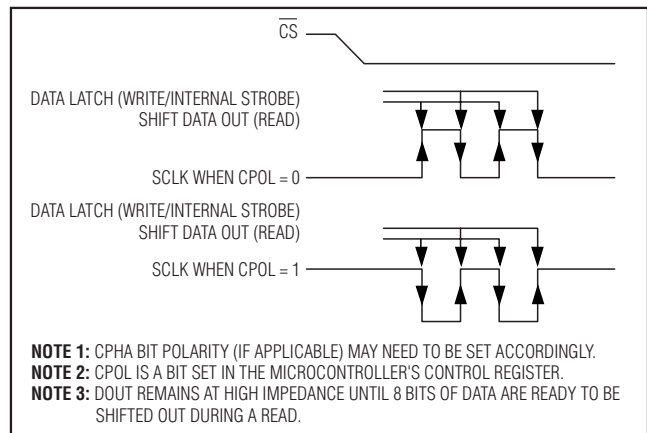 CS
DATA LATCH (WRITE/INTERNAL STROBE)
SHIFT DATA OUT (READ)
SCLK WHEN CPOL = 0
DATA LATCH (WRITE/INTERNAL STROBE)
SHIFT DATA OUT (READ)
SCLK WHEN CPOL = 1
NOTE 1: CPHA BIT POLARITY (IF APPLICABLE) MAY NEED TO BE SET ACCORDINGLY.
NOTE 2: CPOL IS A BIT SET IN THE MICROCONTROLLER'S CONTROL REGISTER.
NOTE 3: DOUT REMAINS AT HIGH IMPEDANCE UNTIL 8 BITS OF DATA ARE READY TO BE
SHIFTED OUT DURING A READ.